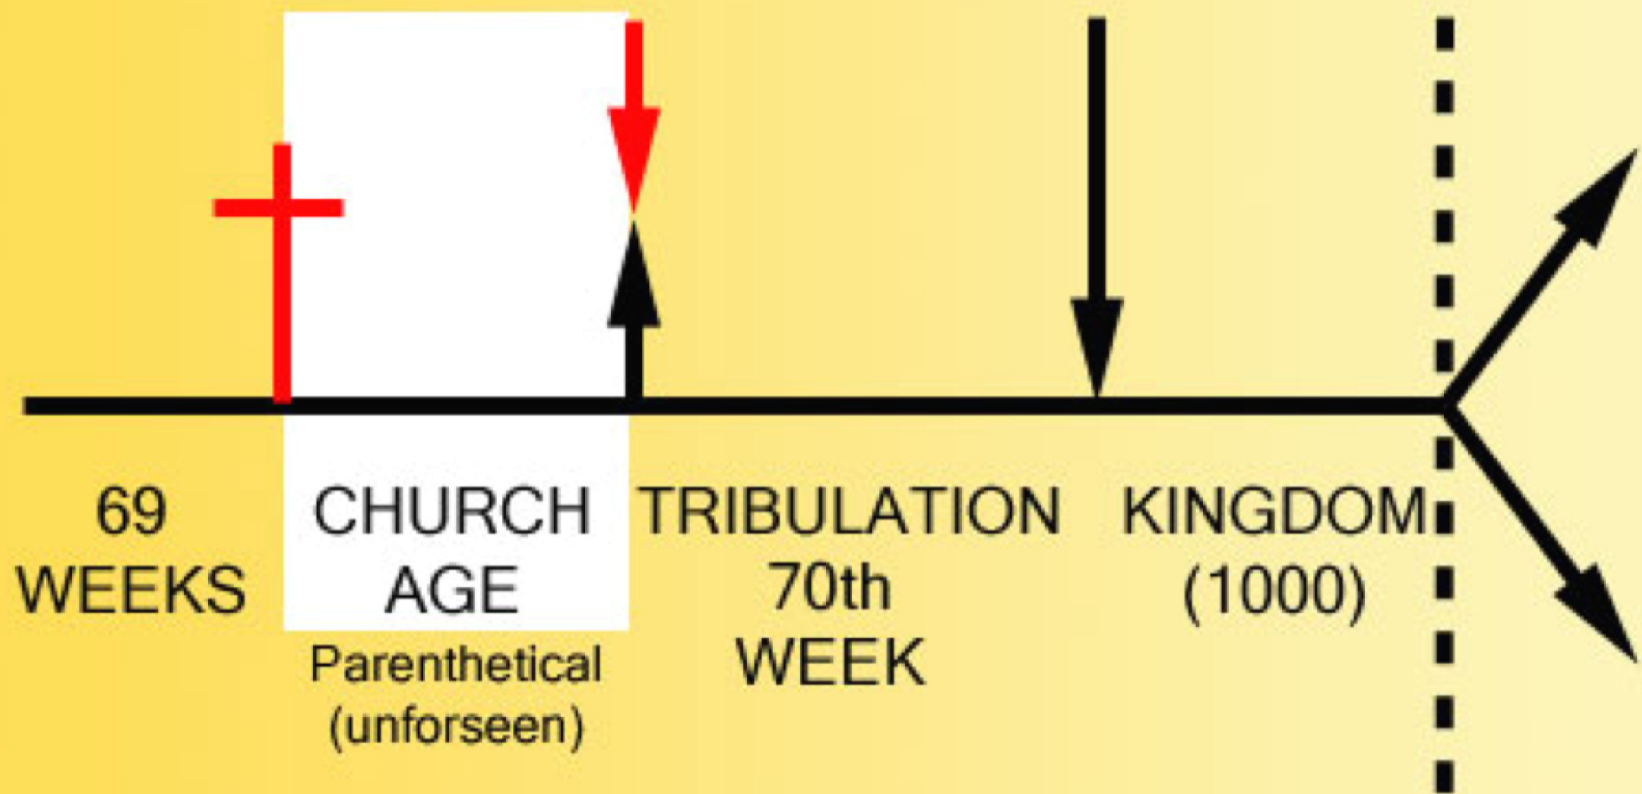 69
WEEKS
CHURCH
AGE
Parenthetical
(unforseen)
TRIBULATION
70th
WEEK
KINGDOM
(1000)